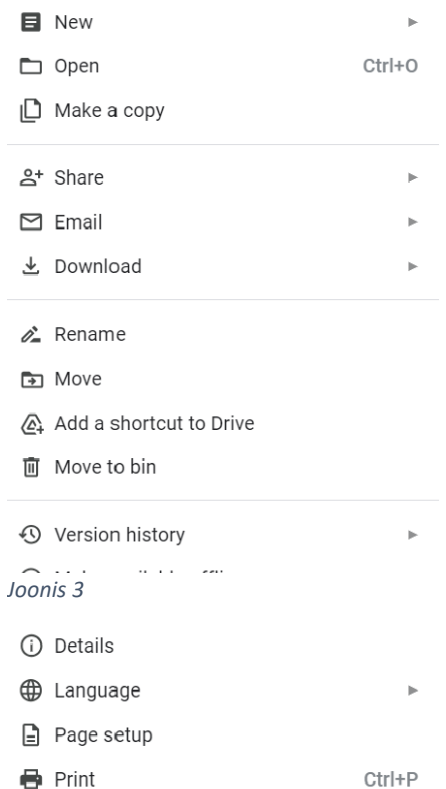 New ►
Open Ctrl+O
Make a copy
Share ►
Email ►
Download ►
Rename
Move
Add a shortcut to Drive
Move to bin
Version history ►
Joonis 3
Details
Language ►
Page setup
Print Ctrl+P